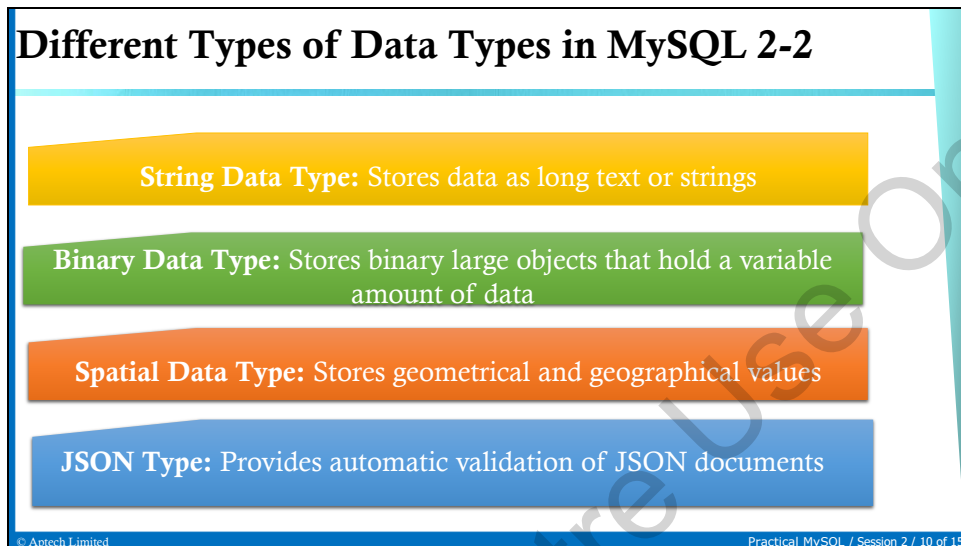 Different Types of Data Types in MySQL 2-2
String Data Type: Stores data as long text or strings
Binary Data Type: Stores binary large objects that hold a variable
amount of data
Spatial Data Type: Stores geometrical and geographical values
JSON Type: Provides automatic validation of JSON documents
tre Use On
© Aptech Limited
Practical MySQL / Session 2 / 10 of 15